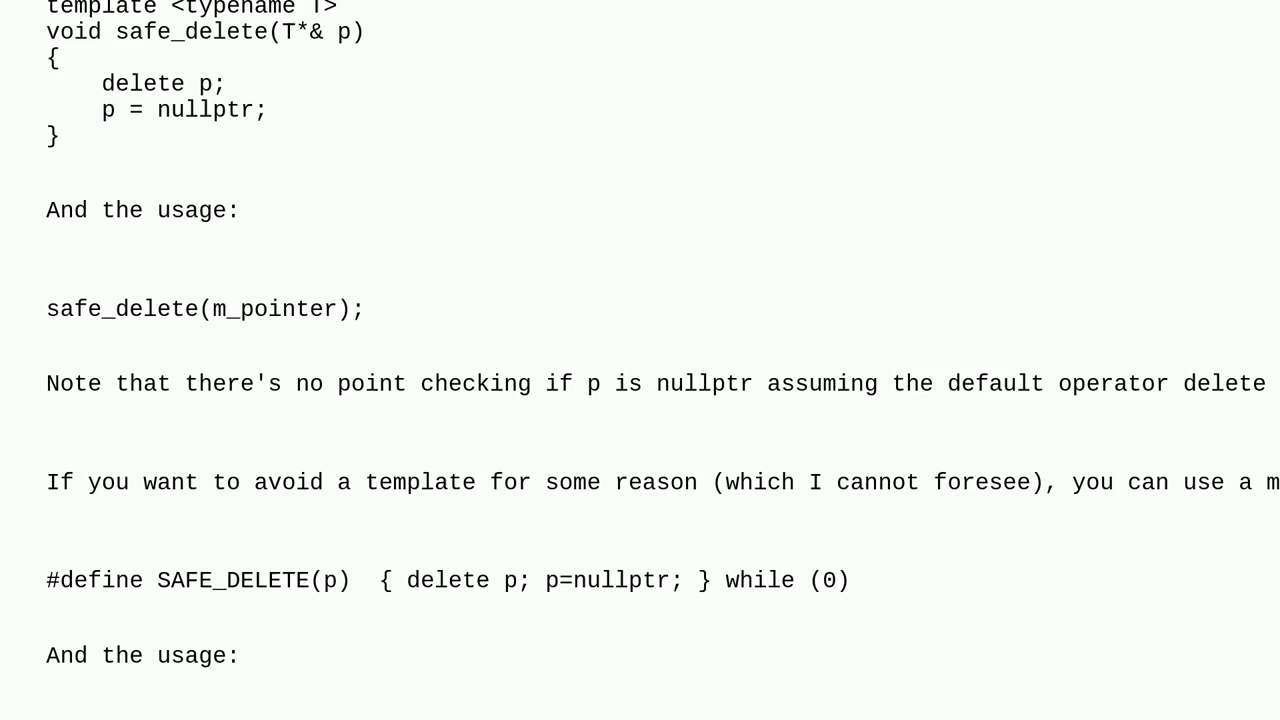 template <typename T>
void safe_delete(T*& p)
{
    delete p;
    p = nullptr;
}
And the usage:
safe_delete(m_pointer);
Note that there's no point checking if p is nullptr assuming the default operator delete
If you want to avoid a template for some reason (which I cannot foresee), you can use a m
#define SAFE_DELETE(p)  { delete p; p=nullptr; } while (0)
And the usage: